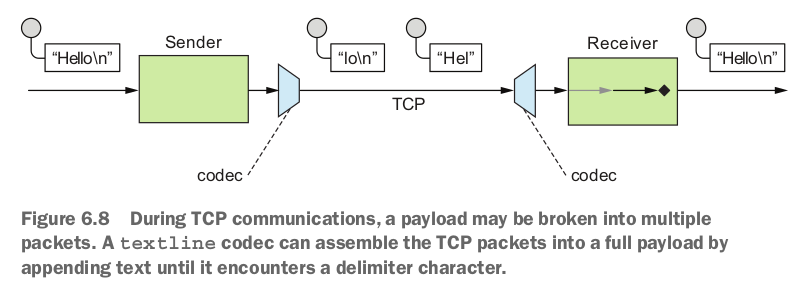 Sender
Receiver
“Hello\n”
“lo\n”
“Hel”
“Hello\n”
TCP
codec
codec
Figure 6.8 During TCP communications, a payload may be broken into multiple
packets. A textline codec can assemble the TCP packets into a full payload by
appending text until it encounters a delimiter character.